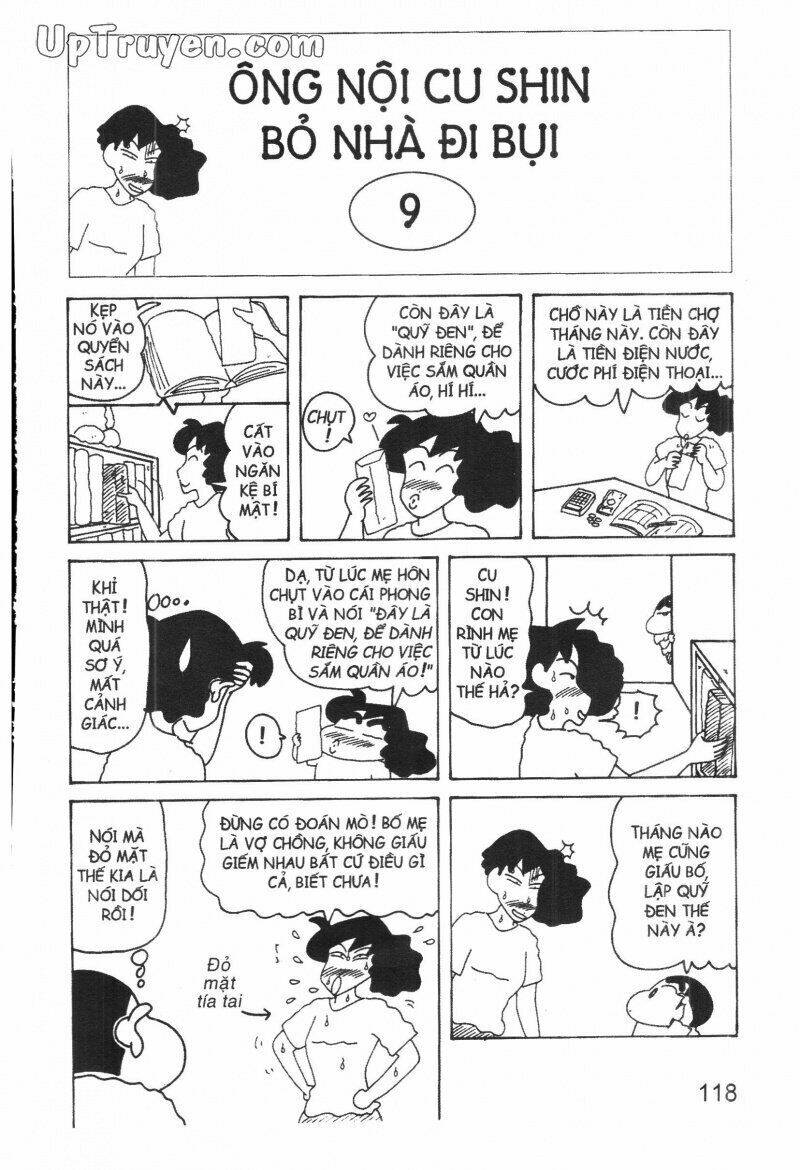 UpTruyen.com
ÔNG NỘI CU SHIN
BỎ NHÀ ĐI BỤI
9
CHỖ NÀY LÀ TIỀN CHỢ
THÁNG NÀY. CÒN ĐÂY
LÀ TIỀN ĐIỆN NƯỚC,
CƯỚC PHÍ ĐIỆN THOẠI...
CÒN ĐÂY LÀ
"QUỸ ĐEN", ĐỂ
DÀNH RIÊNG CHO
VIỆC SẮM QUẦN
ÁO, HÍ HÍ...
CHỤT
!
KẸP
NÓ VÀO
QUYỂN
SÁCH
NÀY...
CẤT
VÀO
NGĂN
KỆ BÍ
MẬT!
CU
SHIN!
CON
RÌNH MẸ
TỪ LÚC
NÀO
THẾ HẢ?
!
DẠ, TỪ LÚC MẸ HÔN
CHỤT VÀO CÁI PHONG
BÌ VÀ NÓI "ĐÂY LÀ
QUỸ ĐEN, ĐỂ DÀNH
RIÊNG CHO VIỆC
SẮM QUẦN ÁO!"
!
KHỈ
THẬT!
MÌNH
QUÁ
SƠ Ý,
MẤT
CẢNH
GIÁC...
THÁNG NÀO
MẸ CŨNG
GIẤU BỐ,
LẬP QUỸ
ĐEN THẾ
NÀY À?
ĐỪNG CÓ ĐOÁN MÒ! BỐ MẸ
LÀ VỢ CHỒNG, KHÔNG GIẤU
GIẾM NHAU BẤT CỨ ĐIỀU GÌ
CẢ, BIẾT CHƯA!
Đỏ
mặt
tía tai
NÓI MÀ
ĐỎ MẶT
THẾ KIA LÀ
NÓI DỐI
RỒI!
118